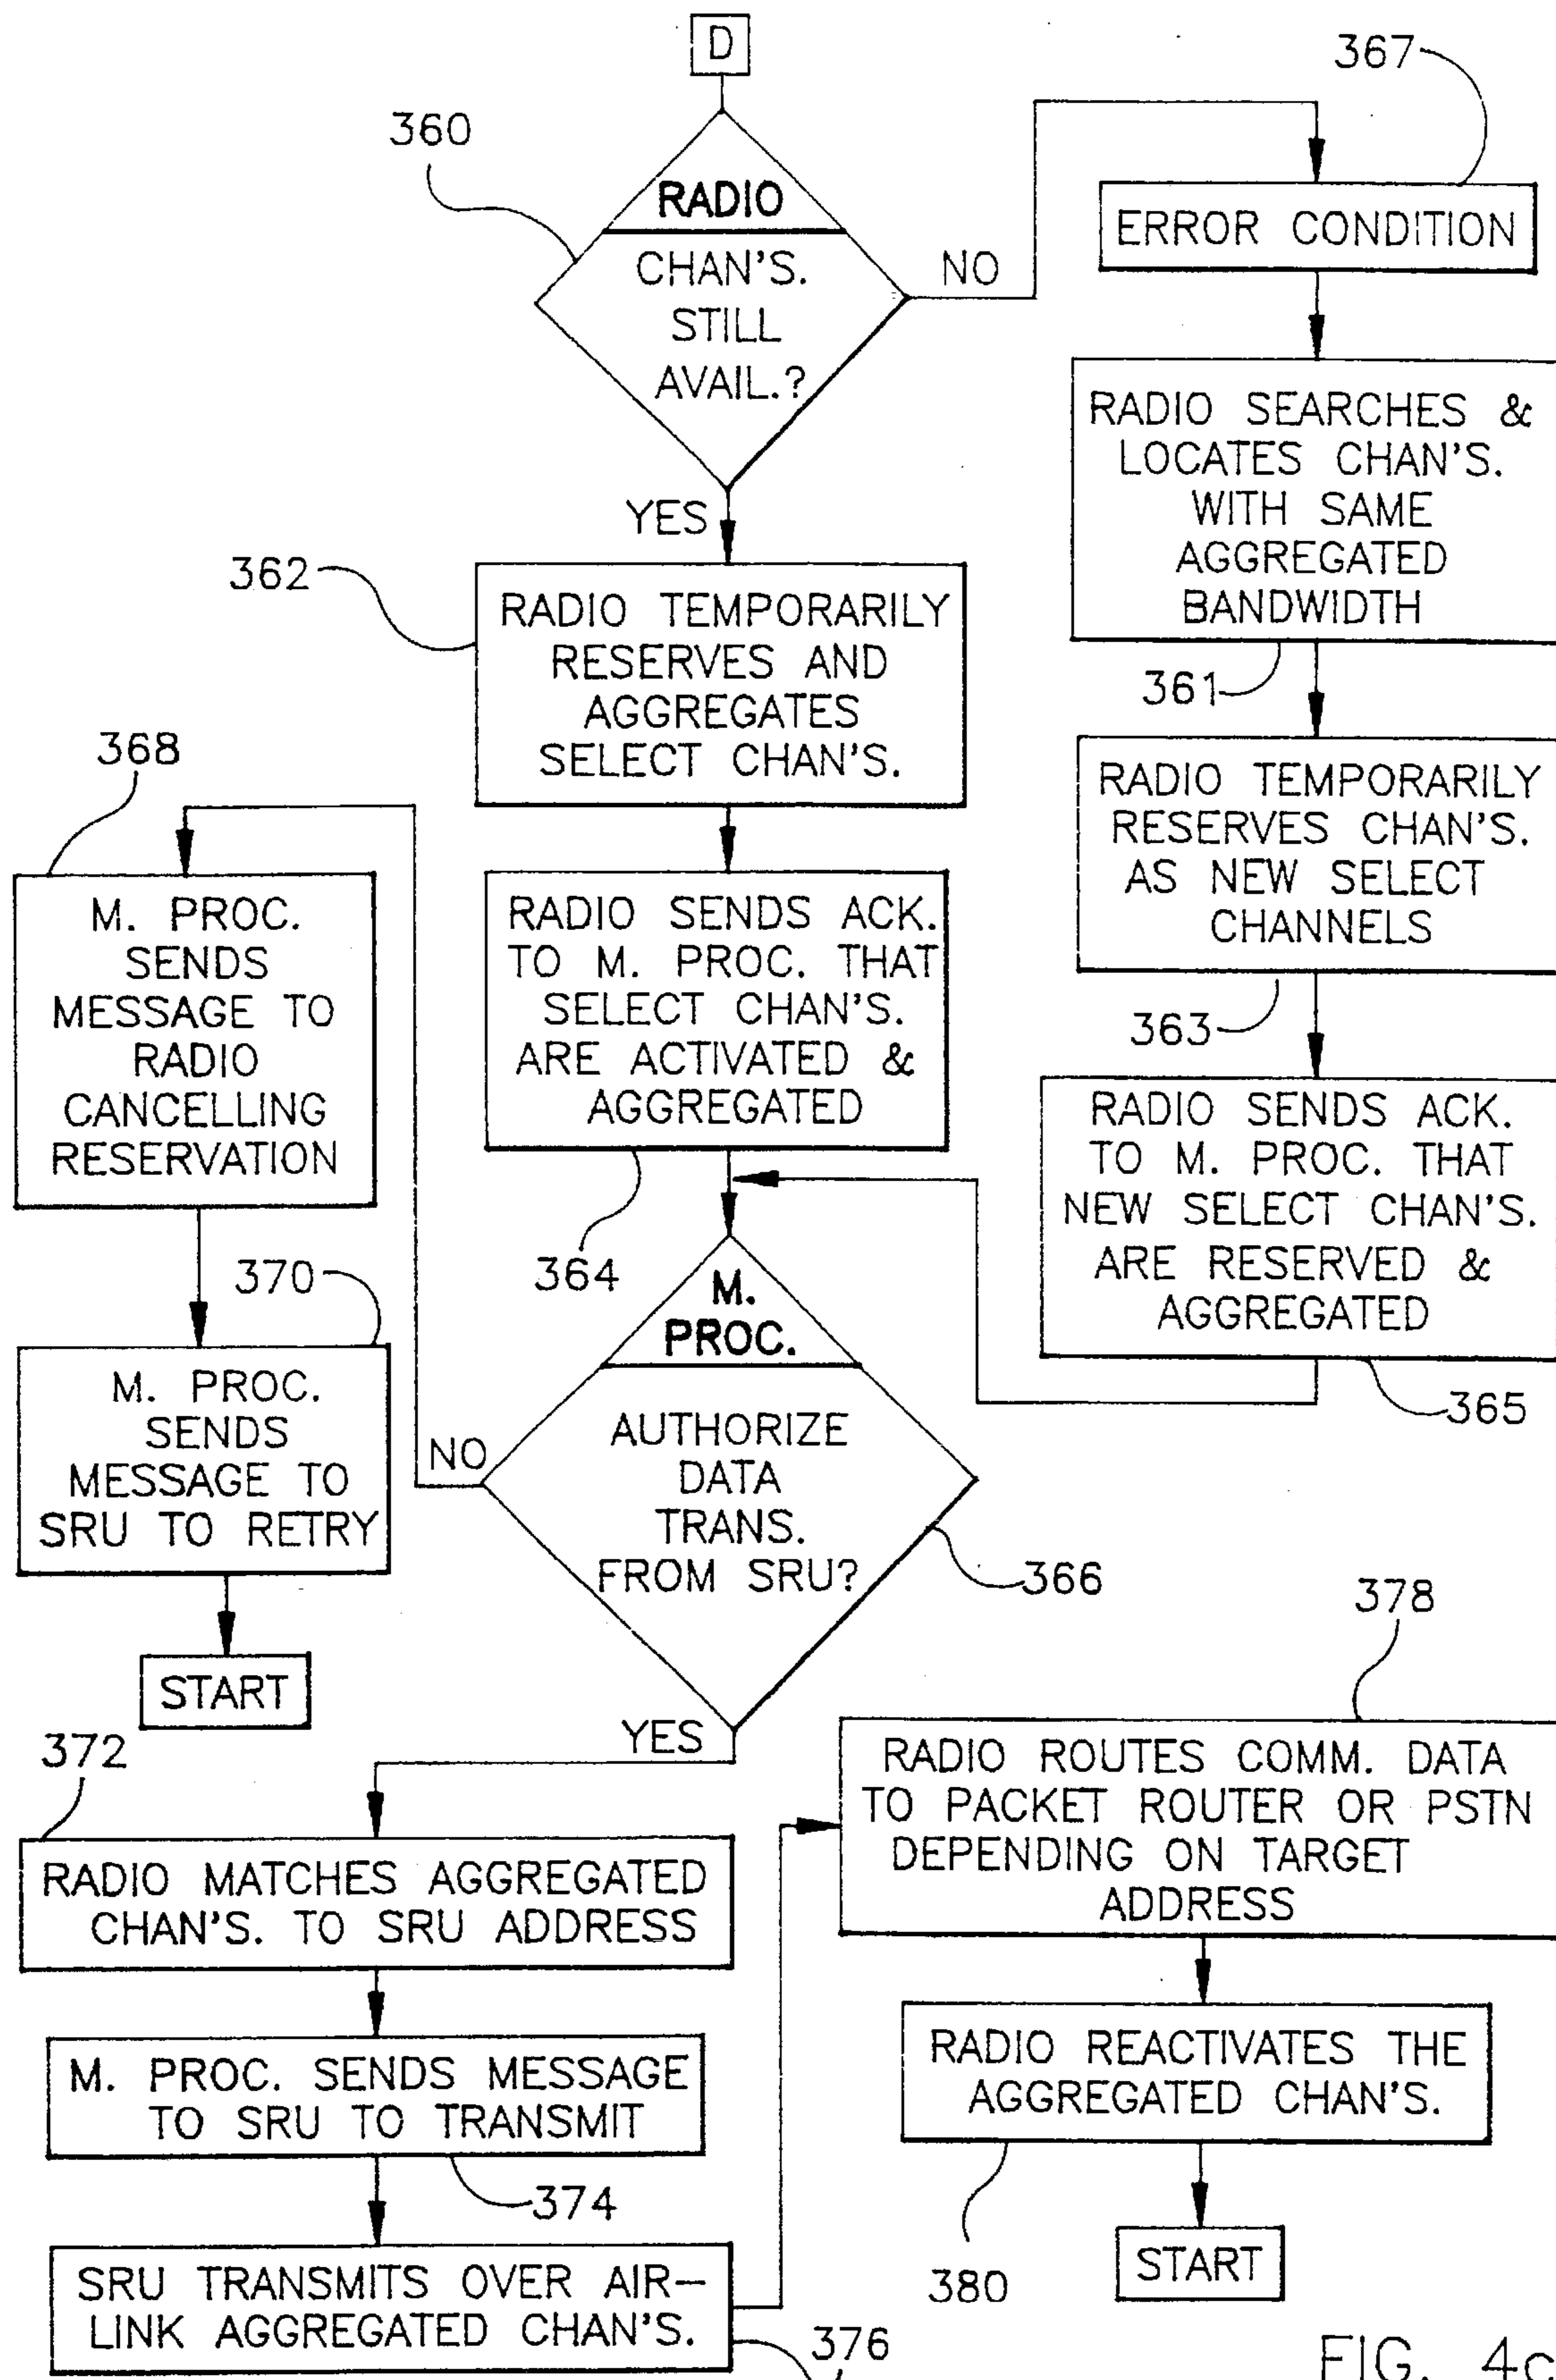 D
367
360
RADIO
CHAN'S.
STILL
AVAIL.?
NO
ERROR CONDITION
YES
RADIO SEARCHES &
LOCATES CHAN'S.
WITH SAME
AGGREGATED
BANDWIDTH
361
362
RADIO TEMPORARILY
RESERVES AND
AGGREGATES
SELECT CHAN'S.
RADIO TEMPORARILY
RESERVES CHAN'S.
AS NEW SELECT
CHANNELS
363
368
M. PROC.
SENDS
MESSAGE TO
RADIO
CANCELLING
RESERVATION
RADIO SENDS ACK.
TO M. PROC. THAT
SELECT CHAN'S.
ARE ACTIVATED &
AGGREGATED
364
RADIO SENDS ACK.
TO M. PROC. THAT
NEW SELECT CHAN'S.
ARE RESERVED &
AGGREGATED
365
370
M. PROC.
SENDS
MESSAGE TO
SRU TO RETRY
START
M.
PROC.
AUTHORIZE
DATA
TRANS.
FROM SRU?
NO
366
YES
372
RADIO MATCHES AGGREGATED
CHAN'S. TO SRU ADDRESS
M. PROC. SENDS MESSAGE
TO SRU TO TRANSMIT
374
SRU TRANSMITS OVER AIR-
LINK AGGREGATED CHAN'S.
376
378
RADIO ROUTES COMM. DATA
TO PACKET ROUTER OR PSTN
DEPENDING ON TARGET
ADDRESS
RADIO REACTIVATES THE
AGGREGATED CHAN'S.
380
START
FIG. 4c